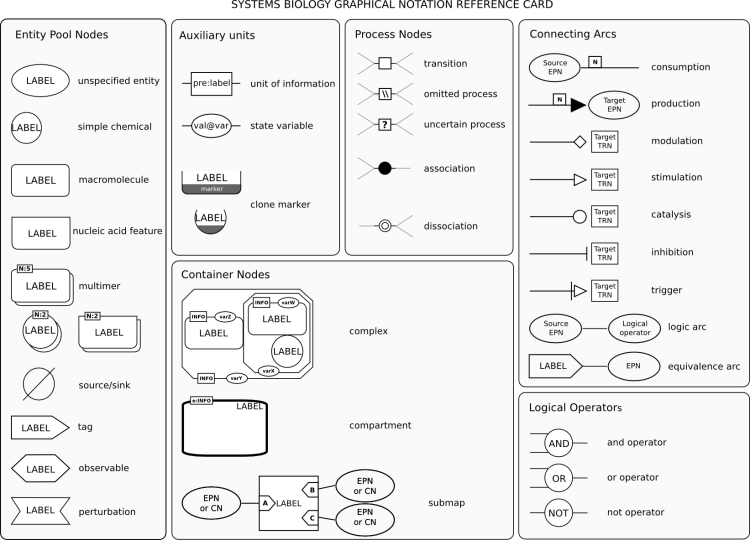 SYSTEMS BIOLOGY GRAPHICAL NOTATION REFERENCE CARD
Entity Pool Nodes
LABEL unspecified entity
LABEL simple chemical
LABEL macromolecule
LABEL nucleic acid feature
N:5
LABEL multimer
N:2 N:2
LABEL LABEL
source/sink
LABEL tag
LABEL observable
LABEL perturbation
Auxiliary units
pre:label unit of information
val@var state variable
LABEL
marker
clone marker
LABEL
Process Nodes
transition
\\ omitted process
? uncertain process
association
dissociation
Container Nodes
INFO varW
INFO varZ
LABEL
LABEL
LABEL
varX
INFO varY
complex
e:INFO
LABEL
compartment
EPN
or CN
A
LABEL
B
C
EPN
or CN
EPN
or CN
submap
Connecting Arcs
Source
EPN
N
consumption
N
Target
EPN
production
Target
TRN
modulation
Target
TRN
stimulation
Target
TRN
catalysis
Target
TRN
inhibition
Target
TRN
trigger
Source
EPN
Logical
operator
logic arc
LABEL EPN equivalence arc
Logical Operators
AND and operator
OR or operator
NOT not operator